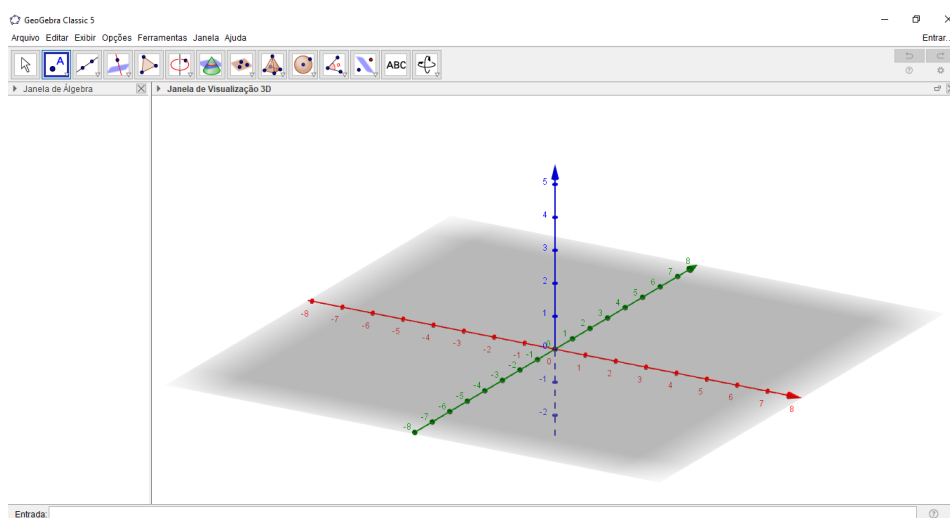 GeoGebra Classic 5
Arquivo Editar Exibir Opções Ferramentas Janela Ajuda
Entrar...
A
ABC
Janela de Álgebra
Janela de Visualização 3D
5
4
3
2
1
0
-1
-2
-8 -7 -6 -5 -4 -3 -2 -1 0 1 2 3 4 5 6 7 8
-8 -7 -6 -5 -4 -3 -2 -1 0 1 2 3 4 5 6 7 8
Entrada: